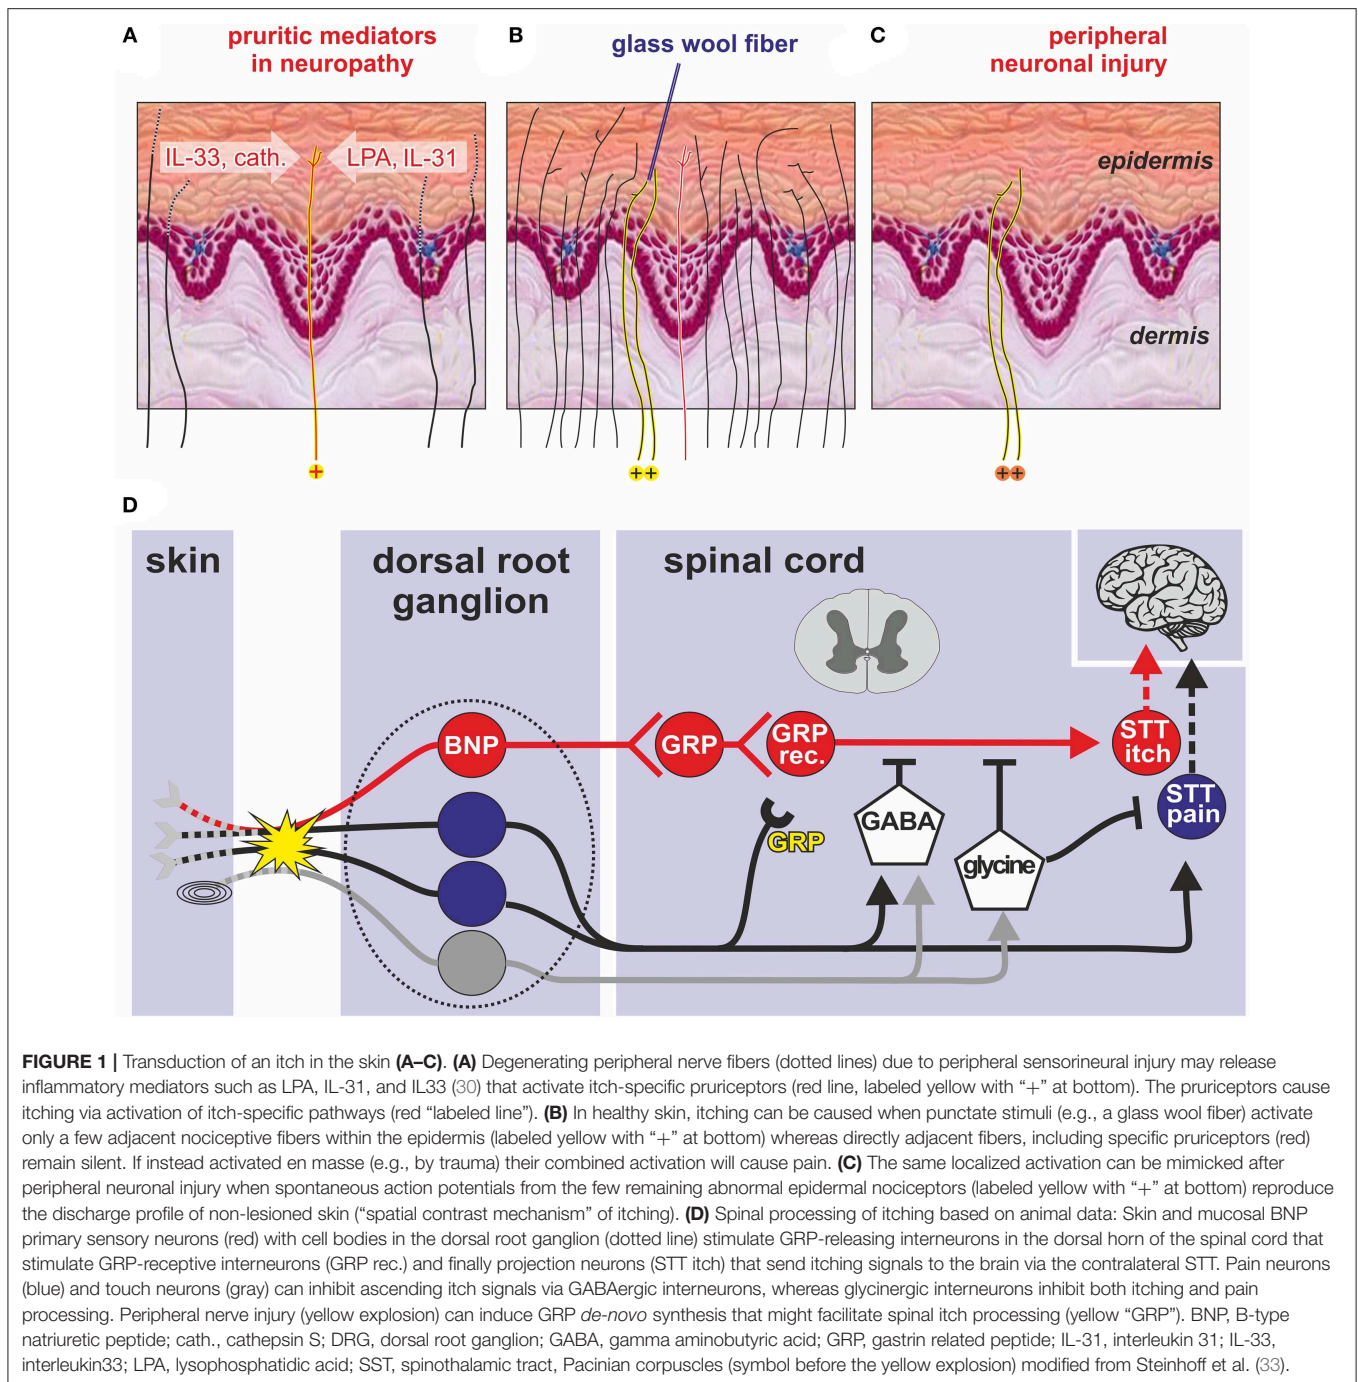 A
pruritic mediators
in neuropathy
B
glass wool fiber
C
peripheral
neuronal injury
IL-33, cath.
LPA, IL-31
epidermis
dermis
+
++
++
D
skin
dorsal root
ganglion
spinal cord
BNP
GRP
GRP
rec.
STT
itch
STT
pain
GRP
GABA
glycine
FIGURE 1 | Transduction of an itch in the skin (A–C). (A) Degenerating peripheral nerve fibers (dotted lines) due to peripheral sensorineural injury may release
inflammatory mediators such as LPA, IL-31, and IL33 (30) that activate itch-specific pruriceptors (red line, labeled yellow with “+” at bottom). The pruriceptors cause
itching via activation of itch-specific pathways (red “labeled line”). (B) In healthy skin, itching can be caused when punctate stimuli (e.g., a glass wool fiber) activate
only a few adjacent nociceptive fibers within the epidermis (labeled yellow with “+” at bottom) whereas directly adjacent fibers, including specific pruriceptors (red)
remain silent. If instead activated en masse (e.g., by trauma) their combined activation will cause pain. (C) The same localized activation can be mimicked after
peripheral neuronal injury when spontaneous action potentials from the few remaining abnormal epidermal nociceptors (labeled yellow with “+” at bottom) reproduce
the discharge profile of non-lesioned skin (“spatial contrast mechanism” of itching). (D) Spinal processing of itching based on animal data: Skin and mucosal BNP
primary sensory neurons (red) with cell bodies in the dorsal root ganglion (dotted line) stimulate GRP-releasing interneurons in the dorsal horn of the spinal cord that
stimulate GRP-receptive interneurons (GRP rec.) and finally projection neurons (STT itch) that send itching signals to the brain via the contralateral STT. Pain neurons
(blue) and touch neurons (gray) can inhibit ascending itch signals via GABAergic interneurons, whereas glycinergic interneurons inhibit both itching and pain
processing. Peripheral nerve injury (yellow explosion) can induce GRP de-novo synthesis that might facilitate spinal itch processing (yellow “GRP”). BNP, B-type
natriuretic peptide; cath., cathepsin S; DRG, dorsal root ganglion; GABA, gamma aminobutyric acid; GRP, gastrin related peptide; IL-31, interleukin 31; IL-33,
interleukin33; LPA, lysophosphatidic acid; SST, spinothalamic tract, Pacinian corpuscles (symbol before the yellow explosion) modified from Steinhoff et al. (33).